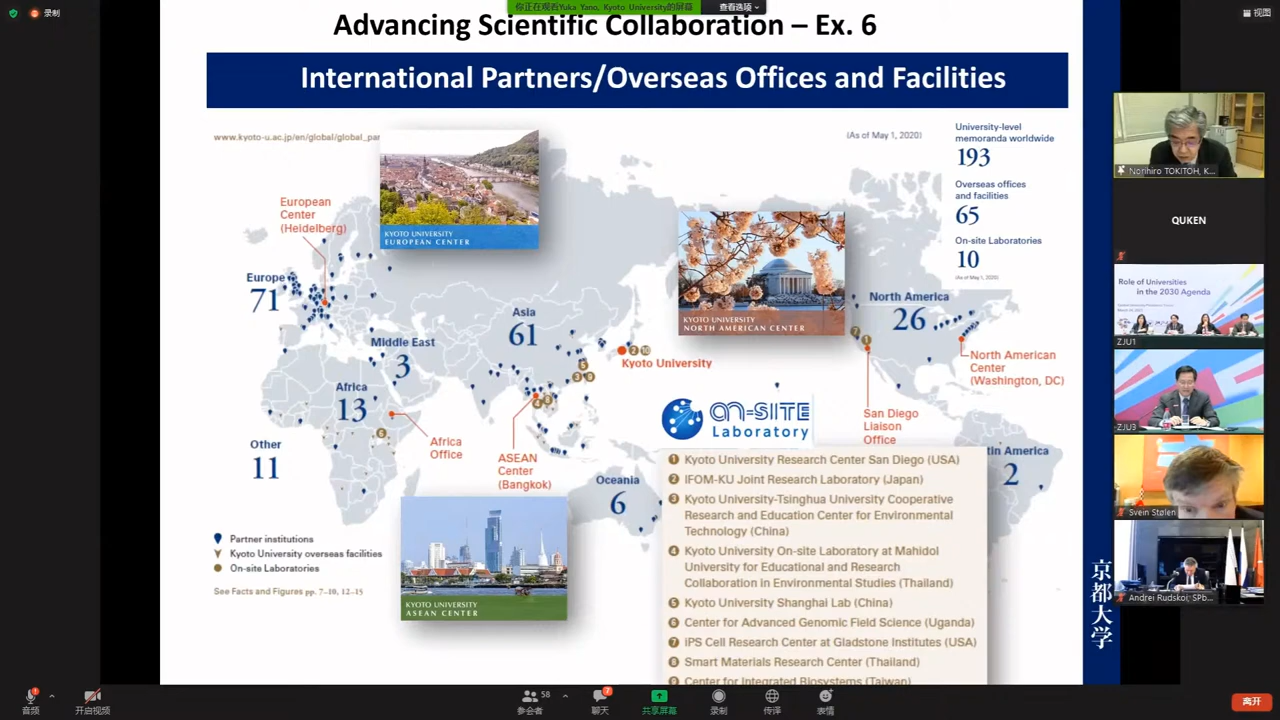 录制
你正在观看Yuka Yano, Kyoto University的屏幕
查看选项
视图
Advancing Scientific Collaboration – Ex. 6
International Partners/Overseas Offices and Facilities
www.kyoto-u.ac.jp/en/global/global_par
(As of May 1, 2020)
University-level
memoranda worldwide
193
Overseas offices
and facilities
65
On-site Laboratories
10
(As of May 1, 2020)
European
Center
(Heidelberg)
KYOTO UNIVERSITY
EUROPEAN CENTER
KYOTO UNIVERSITY
NORTH AMERICAN CENTER
Europe
71
Asia
61
Middle East
3
Africa
13
Other
11
North America
26
Kyoto University
2 10
7
1
5
3 9
4 8
6
North American
Center
(Washington, DC)
San Diego
Liaison
Office
Africa
Office
ASEAN
Center
(Bangkok)
Oceania
6
tin America
2
on-SITE
Laboratory
KYOTO UNIVERSITY
ASEAN CENTER
Partner institutions
Kyoto University overseas facilities
On-site Laboratories
See Facts and Figures pp. 7–10, 12–15
1 Kyoto University Research Center San Diego (USA)
2 IFOM-KU Joint Research Laboratory (Japan)
3 Kyoto University-Tsinghua University Cooperative
Research and Education Center for Environmental
Technology (China)
4 Kyoto University On-site Laboratory at Mahidol
University for Educational and Research
Collaboration in Environmental Studies (Thailand)
5 Kyoto University Shanghai Lab (China)
6 Center for Advanced Genomic Field Science (Uganda)
7 iPS Cell Research Center at Gladstone Institutes (USA)
8 Smart Materials Research Center (Thailand)
9 Center for Integrated Biosystems (Taiwan)
京都大学
Norihiro TOKITOH, K...
QUKEN
Role of Universities
in the 2030 Agenda
ZJU1
ZJU3
Svein Stølen
Andrei Rudskoi, SPb...
音频
开启视频
58
参会者
7
聊天
共享屏幕
录制
传译
表情
离开